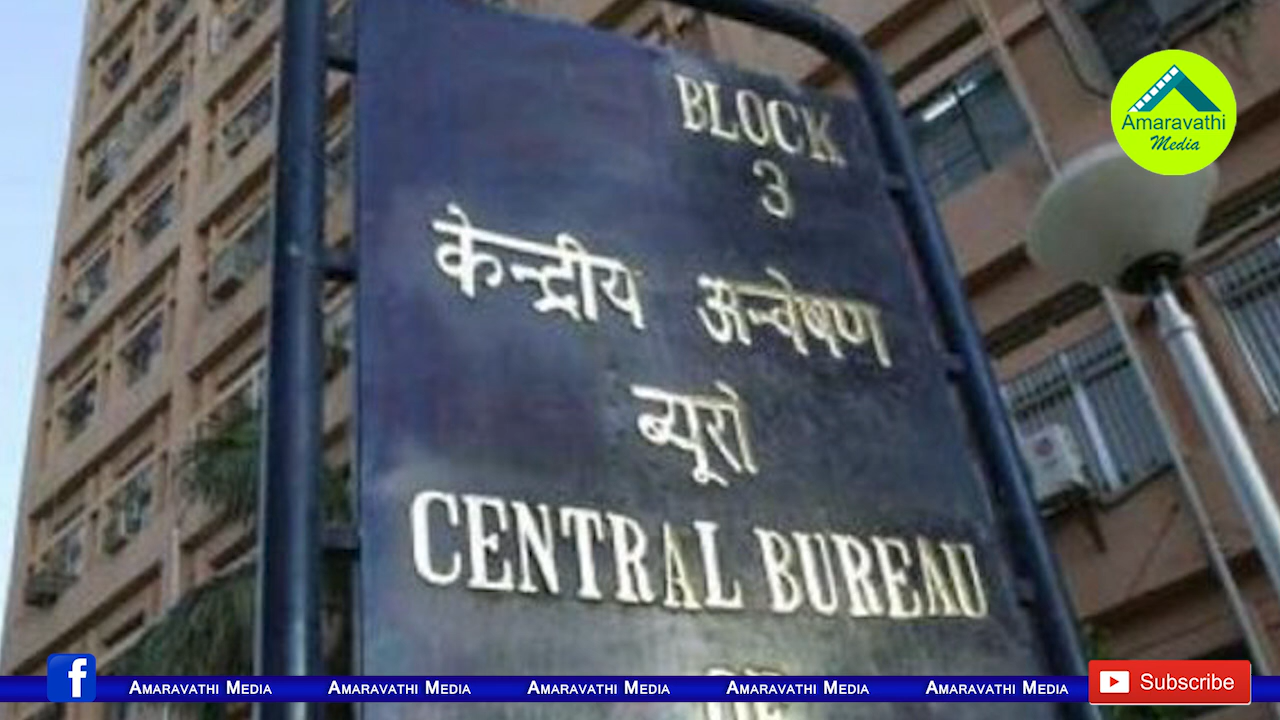 BLOCK
3
केन्द्रीय अन्वेषण
ब्यूरो
CENTRAL BUREAU
Amaravathi
Media
f
AMARAVATHI MEDIA AMARAVATHI MEDIA AMARAVATHI MEDIA AMARAVATHI MEDIA AMARAVATHI MEDIA
Subscribe